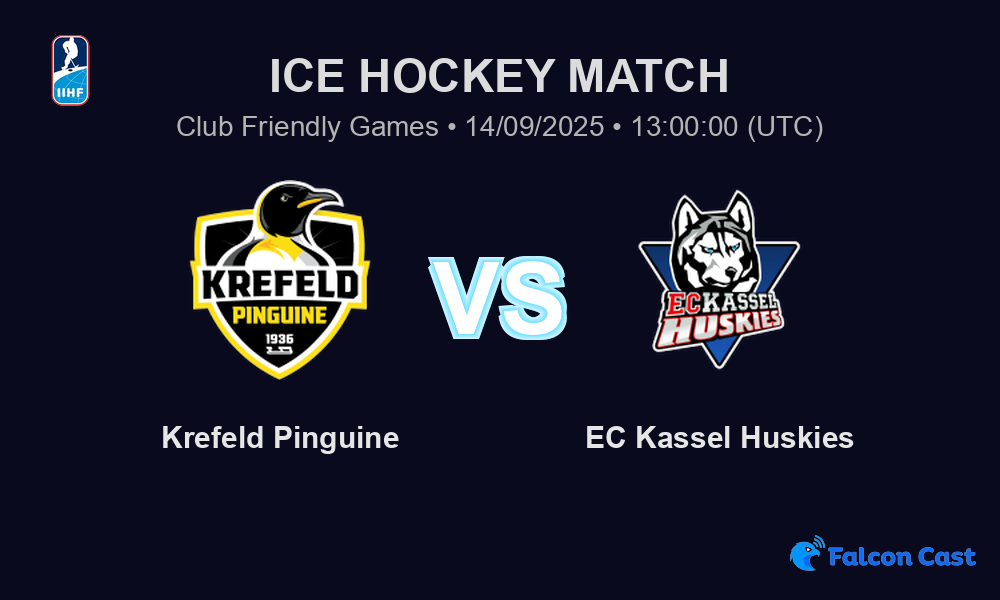 IIHF
ICE HOCKEY MATCH
Club Friendly Games • 14/09/2025 • 13:00:00 (UTC)
KREFELD
PINGUINE
1936
VS
EC KASSEL
HUSKIES
Krefeld Pinguine
EC Kassel Huskies
Falcon Cast